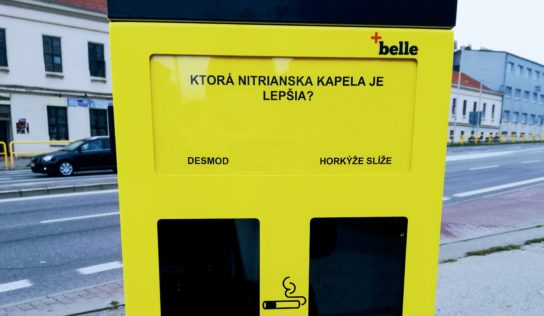 belle
KTORÁ NITRIANSKA KAPELA JE
LEPŠIA?
DESMOD HORKÝŽE SLÍŽE